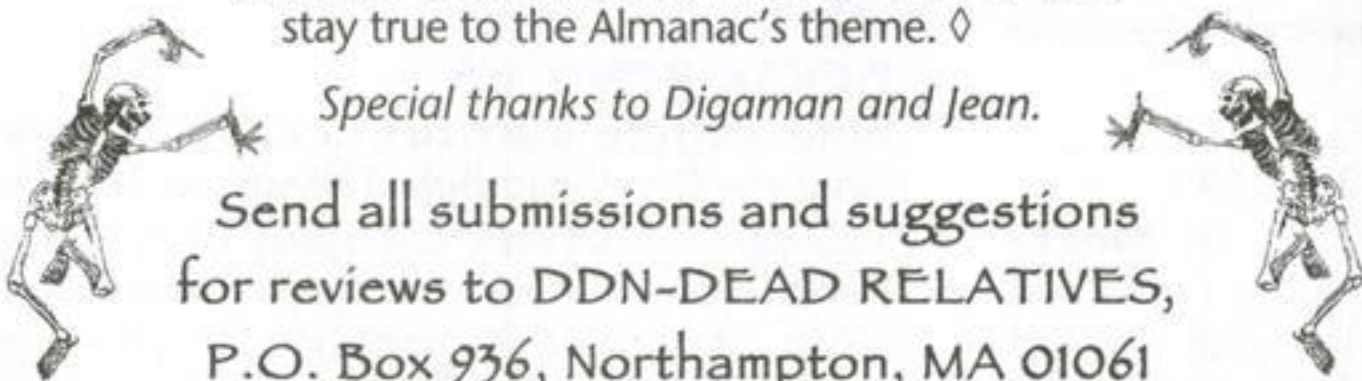 stay true to the Almanac's theme. ◊
Special thanks to Digaman and Jean.
Send all submissions and suggestions
for reviews to DDN-DEAD RELATIVES,
P.O. Box 936, Northampton, MA 01061